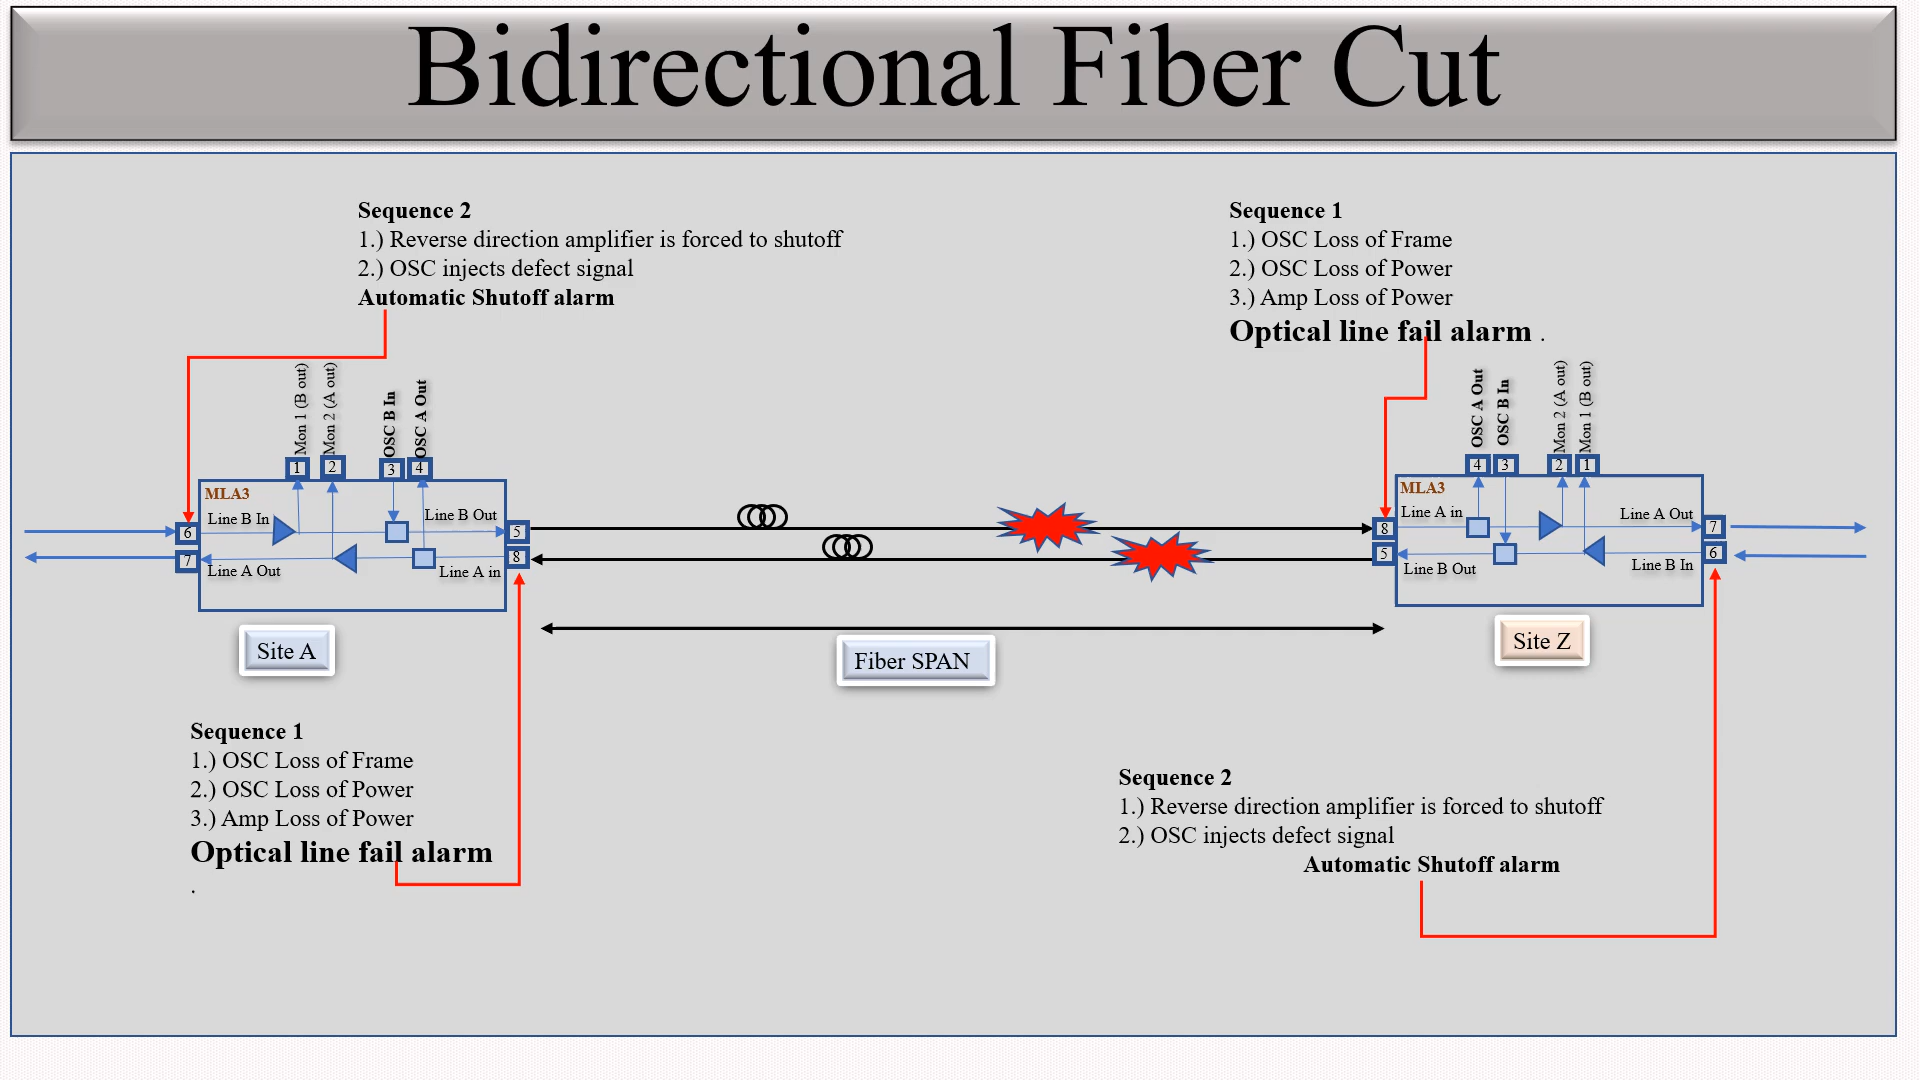 Bidirectional Fiber Cut
Sequence 2
1.) Reverse direction amplifier is forced to shutoff
2.) OSC injects defect signal
Automatic Shutoff alarm
Sequence 1
1.) OSC Loss of Frame
2.) OSC Loss of Power
3.) Amp Loss of Power
Optical line fail alarm .
Mon 1 (B out)
Mon 2 (A out)
OSC B In
OSC A Out
1
2
3
4
MLA3
Line B In
Line B Out
6
5
7
8
Line A Out
Line A in
OSC A Out
OSC B In
Mon 2 (A out)
Mon 1 (B out)
4
3
2
1
MLA3
Line A in
Line A Out
8
7
5
6
Line B Out
Line B In
Site A
Fiber SPAN
Site Z
Sequence 1
1.) OSC Loss of Frame
2.) OSC Loss of Power
3.) Amp Loss of Power
Optical line fail alarm
.
Sequence 2
1.) Reverse direction amplifier is forced to shutoff
2.) OSC injects defect signal
Automatic Shutoff alarm